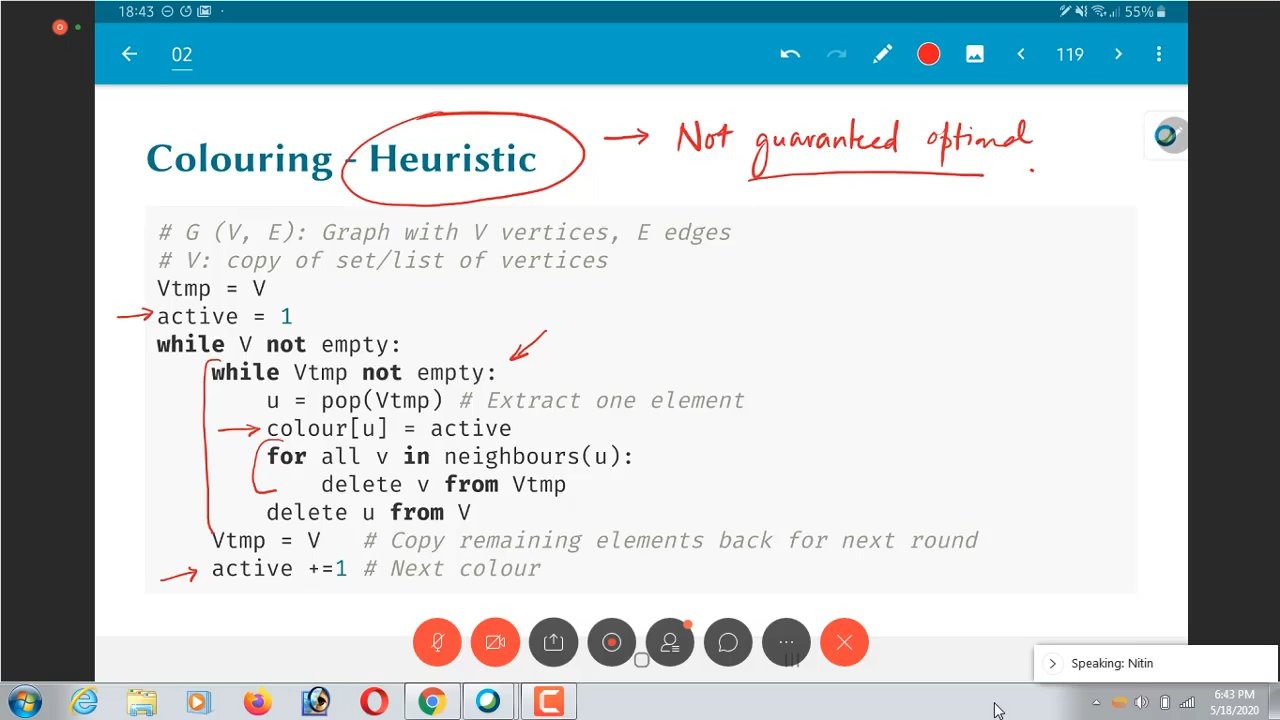 18:43 55%
02 119
Colouring - Heuristic → Not guaranteed optimal.
# G (V, E): Graph with V vertices, E edges
# V: copy of set/list of vertices
Vtmp = V
active = 1
while V not empty:
while Vtmp not empty:
u = pop(Vtmp) # Extract one element
colour[u] = active
for all v in neighbours(u):
delete v from Vtmp
delete u from V
Vtmp = V # Copy remaining elements back for next round
active +=1 # Next colour
Speaking: Nitin
6:43 PM
5/18/2020